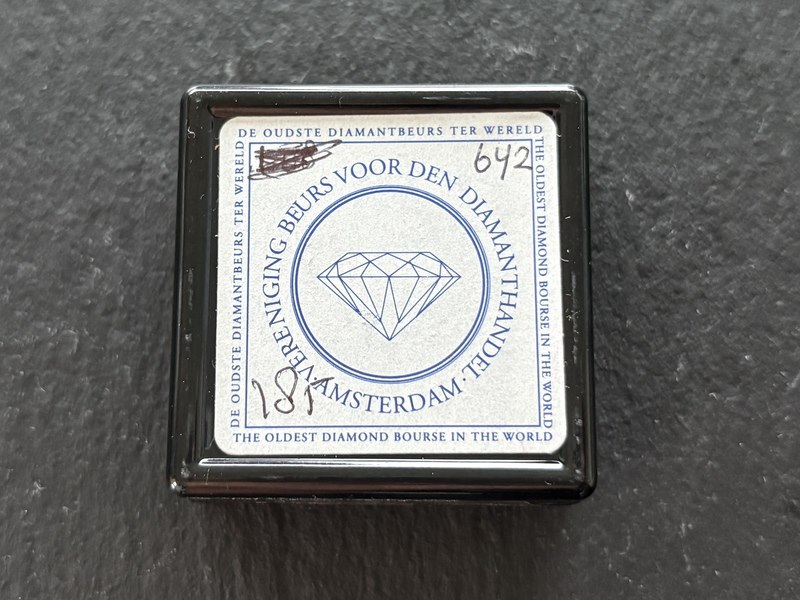 DE OUDSTE DIAMANTBEURS TER WERELD
642
THE OLDEST DIAMOND BOURSE IN THE WORLD
DE OUDSTE DIAMANTBEURS TER WERELD
VERENIGING BEURS VOOR DEN DIAMANTHANDEL
· AMSTERDAM ·
THE OLDEST DIAMOND BOURSE IN THE WORLD